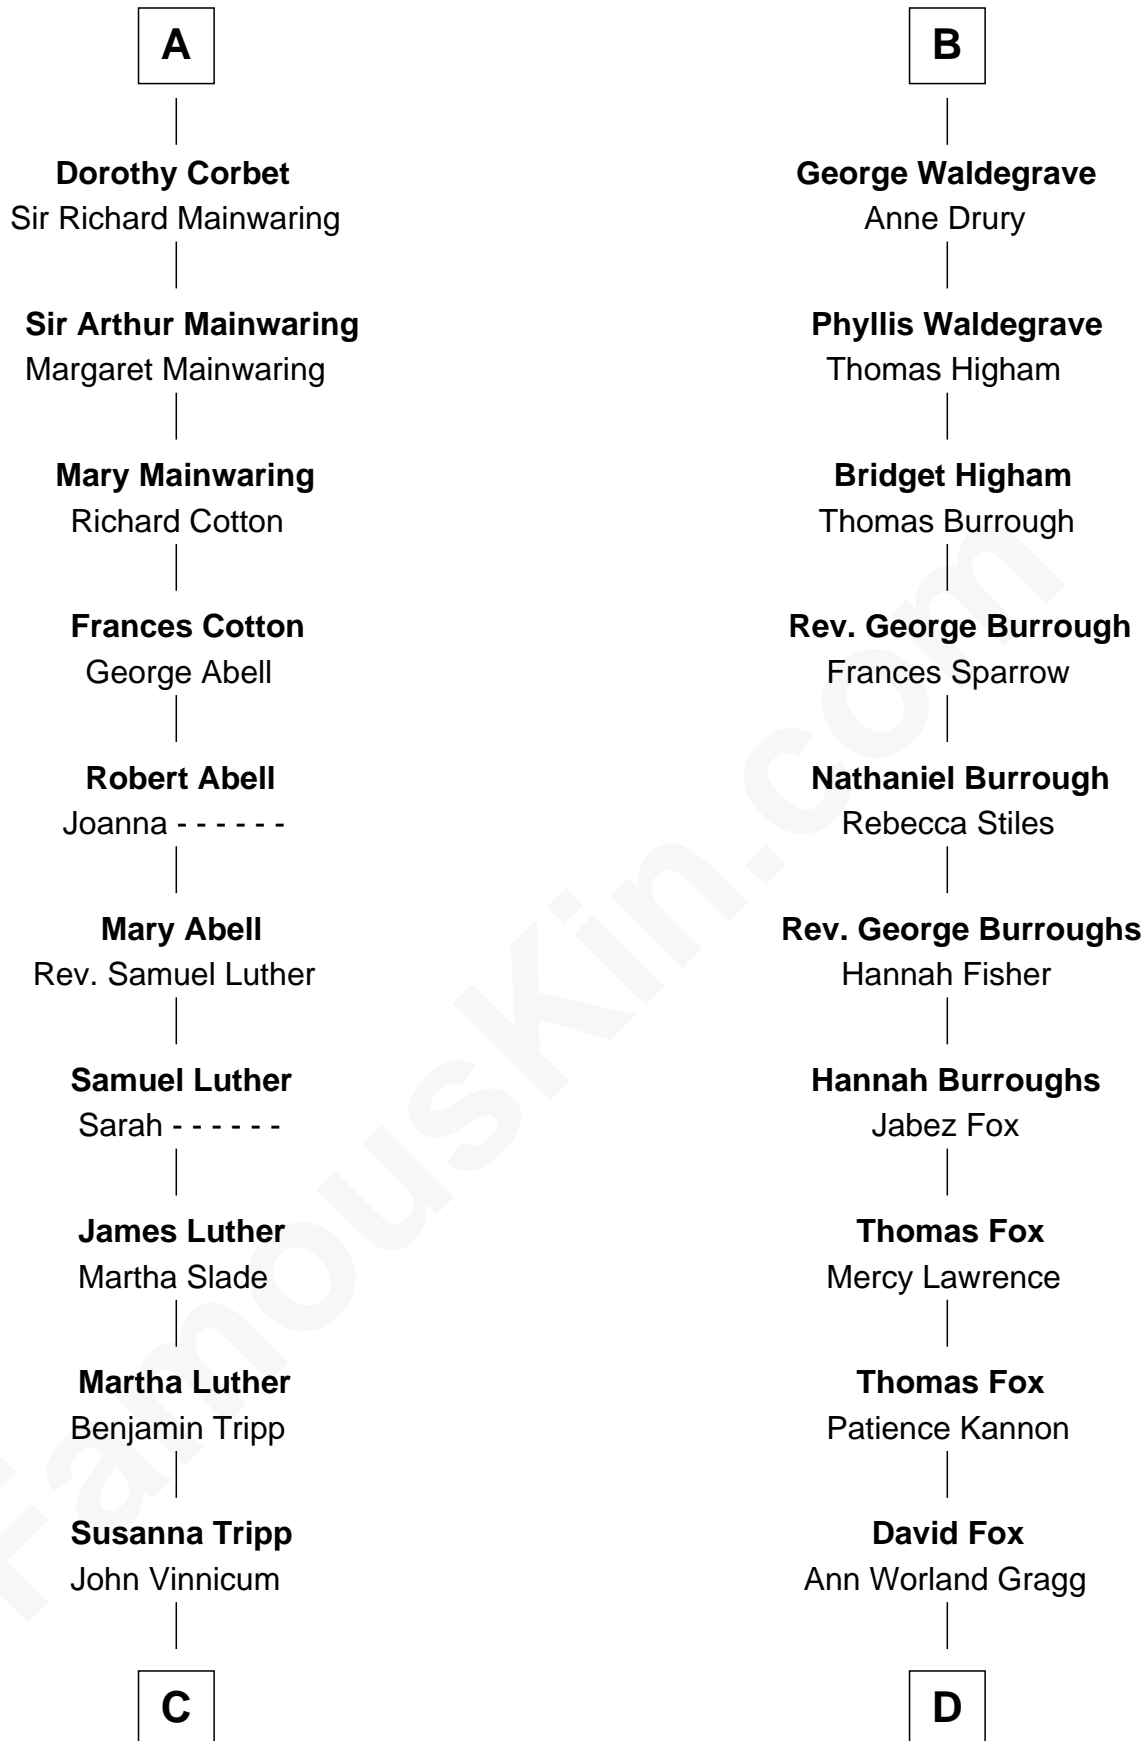 A
Dorothy Corbet
Sir Richard Mainwaring
Sir Arthur Mainwaring
Margaret Mainwaring
Mary Mainwaring
Richard Cotton
Frances Cotton
George Abell
Robert Abell
Joanna - - - - - -
Mary Abell
Rev. Samuel Luther
Samuel Luther
Sarah - - - - - -
James Luther
Martha Slade
Martha Luther
Benjamin Tripp
Susanna Tripp
John Vinnicum
C
B
George Waldegrave
Anne Drury
Phyllis Waldegrave
Thomas Higham
Bridget Higham
Thomas Burrough
Rev. George Burrough
Frances Sparrow
Nathaniel Burrough
Rebecca Stiles
Rev. George Burroughs
Hannah Fisher
Hannah Burroughs
Jabez Fox
Thomas Fox
Mercy Lawrence
Thomas Fox
Patience Kannon
David Fox
Ann Worland Gragg
D
FamousKin.com